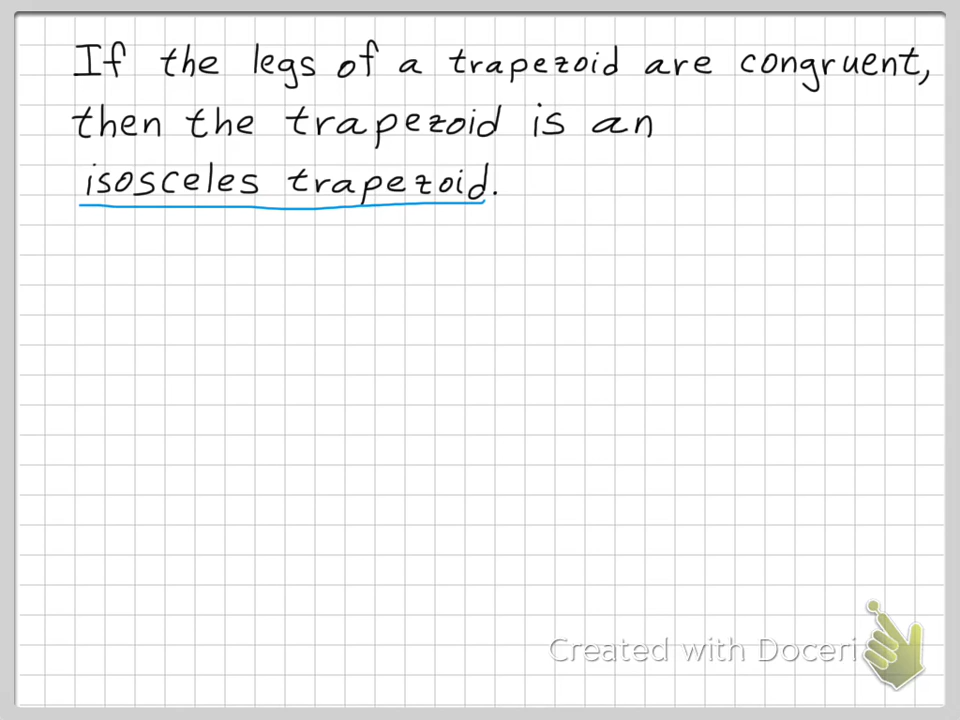 If the legs of a trapezoid are congruent,
then the trapezoid is an
isosceles trapezoid.
Created with Doceri